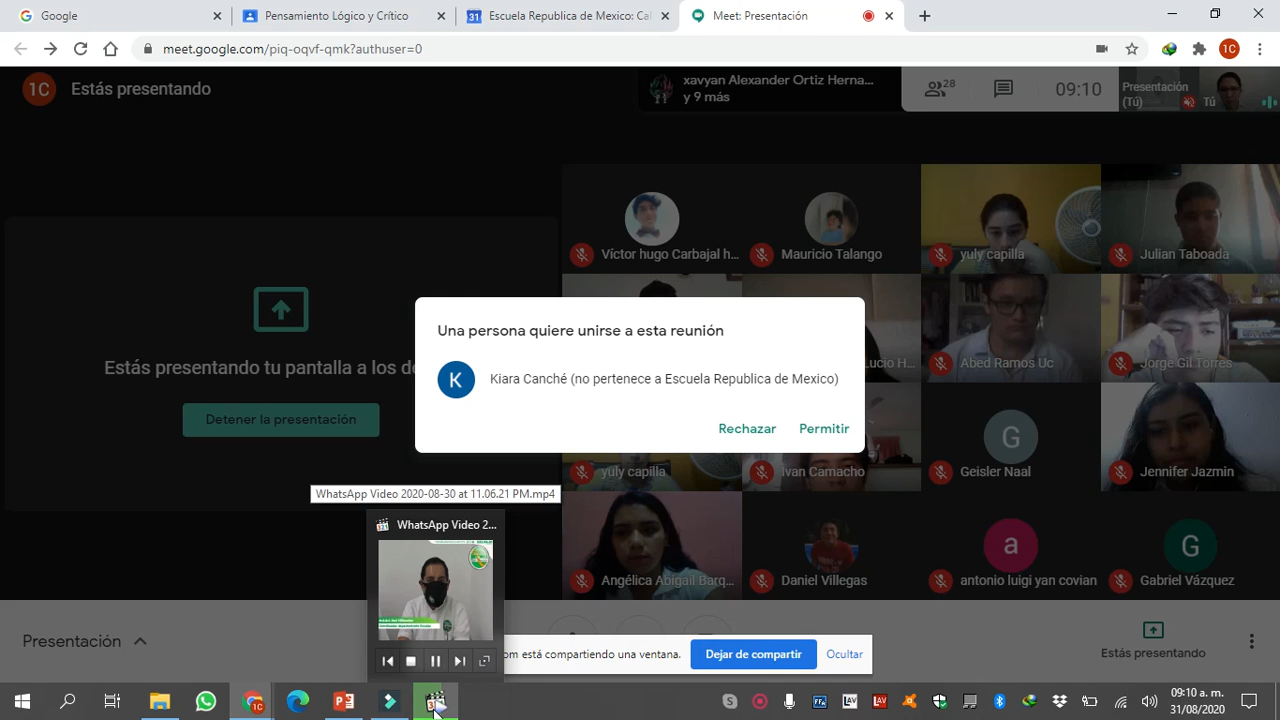 Google
Pensamiento Lógico y Crítico
Escuela Republica de Mexico: Cal
Meet: Presentación
meet.google.com/piq-oqvf-qmk?authuser=0
1C
1C
Estás presentando
xavyan Alexander Ortiz Herna...
y 9 más
28
09:10
Presentación
(Tú)
Tú
Víctor hugo Carbajal h...
Mauricio Talango
yuly capilla
Julian Taboada
Estás presentando tu pantalla a los de
Detener la presentación
Una persona quiere unirse a esta reunión
K
Kiara Canché (no pertenece a Escuela Republica de Mexico)
Rechazar
Permitir
Lucio H...
Abed Ramos Uc
Jorge Gil Torres
yuly capilla
Ivan Camacho
G
Geisler Naal
Jennifer Jazmin
WhatsApp Video 2020-08-30 at 11.06.21 PM.mp4
WhatsApp Video 2...
Angélica Abigail Barq...
Daniel Villegas
a
antonio luigi yan covian
G
Gabriel Vázquez
Presentación
om está compartiendo una ventana.
Dejar de compartir
Ocultar
Estás presentando
09:10 a. m.
31/08/2020